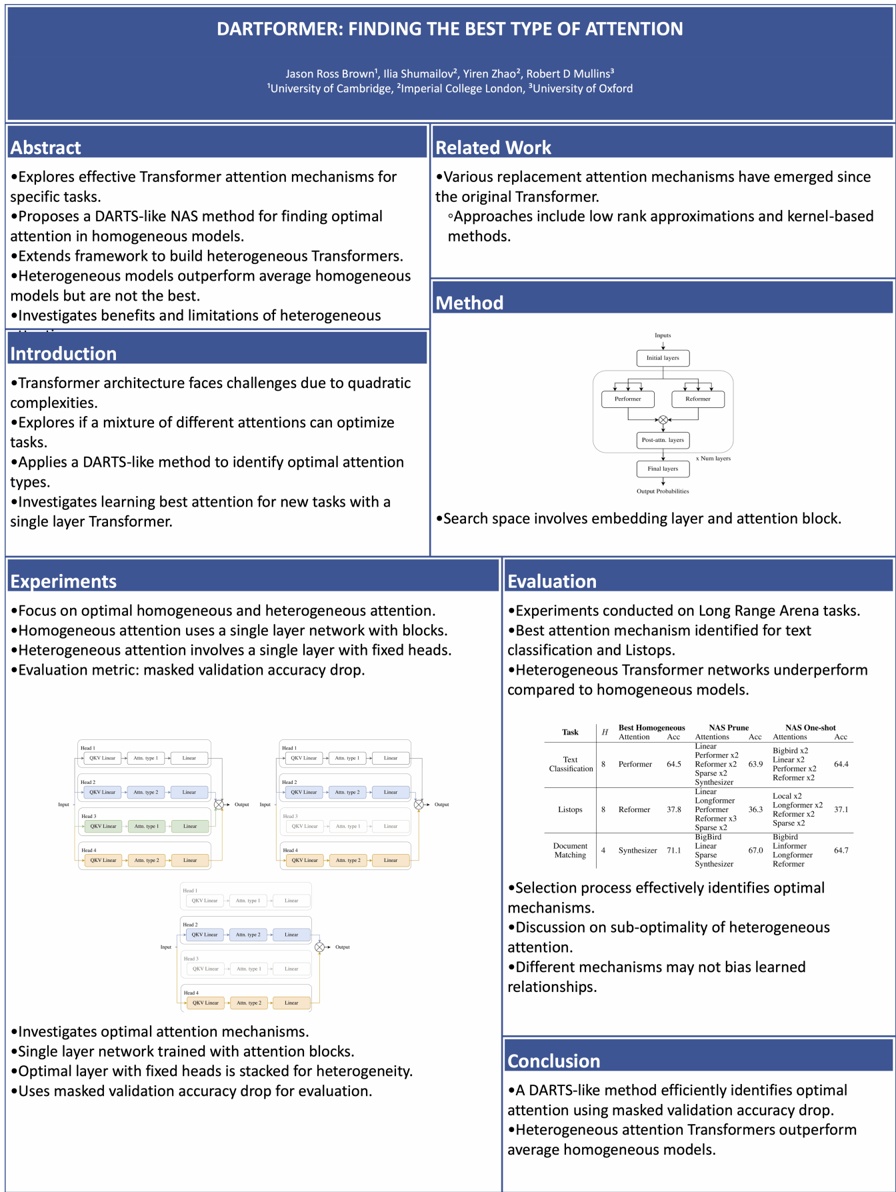 DARTFORMER: FINDING THE BEST TYPE OF ATTENTION
Jason Ross Brown¹, Ilia Shumailov², Yiren Zhao², Robert D Mullins³
¹University of Cambridge, ²Imperial College London, ³University of Oxford
Abstract
•Explores effective Transformer attention mechanisms for
specific tasks.
•Proposes a DARTS-like NAS method for finding optimal
attention in homogeneous models.
•Extends framework to build heterogeneous Transformers.
•Heterogeneous models outperform average homogeneous
models but are not the best.
•Investigates benefits and limitations of heterogeneous
Introduction
•Transformer architecture faces challenges due to quadratic
complexities.
•Explores if a mixture of different attentions can optimize
tasks.
•Applies a DARTS-like method to identify optimal attention
types.
•Investigates learning best attention for new tasks with a
single layer Transformer.
Related Work
•Various replacement attention mechanisms have emerged since
the original Transformer.
◦Approaches include low rank approximations and kernel-based
methods.
Method
Inputs
Initial layers
Performer Reformer
Post-attn. layers
x Num layers
Final layers
Output Probabilities
•Search space involves embedding layer and attention block.
Experiments
•Focus on optimal homogeneous and heterogeneous attention.
•Homogeneous attention uses a single layer network with blocks.
•Heterogeneous attention involves a single layer with fixed heads.
•Evaluation metric: masked validation accuracy drop.
Head 1
QKV Linear Attn. type 1 Linear
Head 2
QKV Linear Attn. type 2 Linear
Input Output
Head 3
QKV Linear Attn. type 1 Linear
Head 4
QKV Linear Attn. type 2 Linear
Head 1
QKV Linear Attn. type 1 Linear
Head 2
QKV Linear Attn. type 2 Linear
Input Output
Head 3
QKV Linear Attn. type 1 Linear
Head 4
QKV Linear Attn. type 2 Linear
Head 1
QKV Linear Attn. type 1 Linear
Head 2
QKV Linear Attn. type 2 Linear
Input Output
Head 3
QKV Linear Attn. type 1 Linear
Head 4
QKV Linear Attn. type 2 Linear
•Investigates optimal attention mechanisms.
•Single layer network trained with attention blocks.
•Optimal layer with fixed heads is stacked for heterogeneity.
•Uses masked validation accuracy drop for evaluation.
Evaluation
•Experiments conducted on Long Range Arena tasks.
•Best attention mechanism identified for text
classification and Listops.
•Heterogeneous Transformer networks underperform
compared to homogeneous models.
Task H Best Homogeneous NAS Prune NAS One-shot
Attention Acc Attentions Acc Attentions Acc
Linear
Performer x2 Bigbird x2
Text Linear x2
Classification 8 Performer 64.5 Reformer x2 63.9 Performer x2 64.4
Sparse x2 Reformer x2
Synthesizer
Linear
Longformer Local x2
Listops 8 Reformer 37.8 Performer 36.3 Longformer x2 37.1
Reformer x3 Reformer x2
Sparse x2 Sparse x2
BigBird Bigbird
Document Linear Linformer
Matching 4 Synthesizer 71.1 Sparse 67.0 Longformer 64.7
Synthesizer Reformer
•Selection process effectively identifies optimal
mechanisms.
•Discussion on sub-optimality of heterogeneous
attention.
•Different mechanisms may not bias learned
relationships.
Conclusion
•A DARTS-like method efficiently identifies optimal
attention using masked validation accuracy drop.
•Heterogeneous attention Transformers outperform
average homogeneous models.